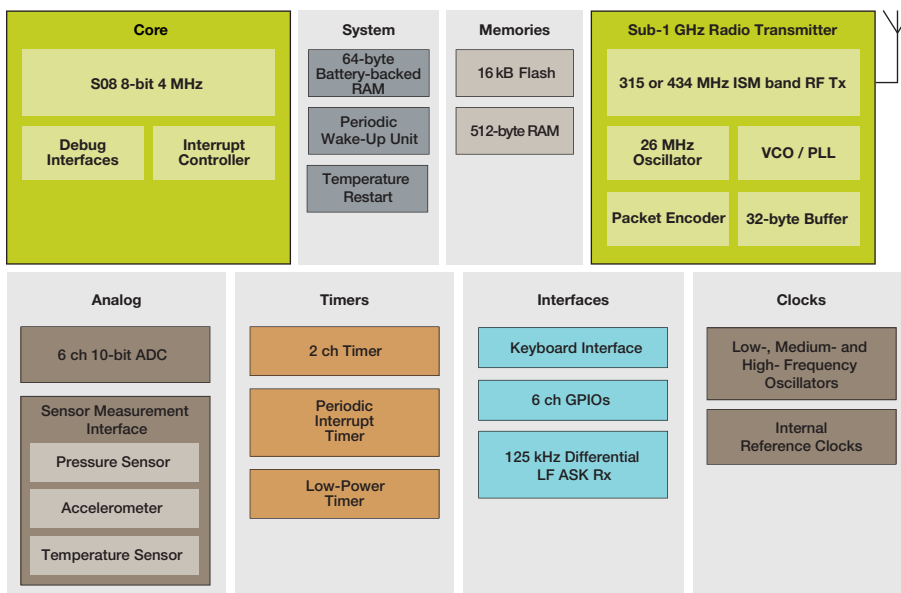 Core
S08 8-bit 4 MHz
Debug
Interfaces
Interrupt
Controller
System
64-byte
Battery-backed
RAM
Periodic
Wake-Up Unit
Temperature
Restart
Memories
16 kB Flash
512-byte RAM
Sub-1 GHz Radio Transmitter
315 or 434 MHz ISM band RF Tx
26 MHz
Oscillator
VCO / PLL
Packet Encoder
32-byte Buffer
Analog
6 ch 10-bit ADC
Sensor Measurement
Interface
Pressure Sensor
Accelerometer
Temperature Sensor
Timers
2 ch Timer
Periodic
Interrupt
Timer
Low-Power
Timer
Interfaces
Keyboard Interface
6 ch GPIOs
125 kHz Differential
LF ASK Rx
Clocks
Low-, Medium- and
High- Frequency
Oscillators
Internal
Reference Clocks